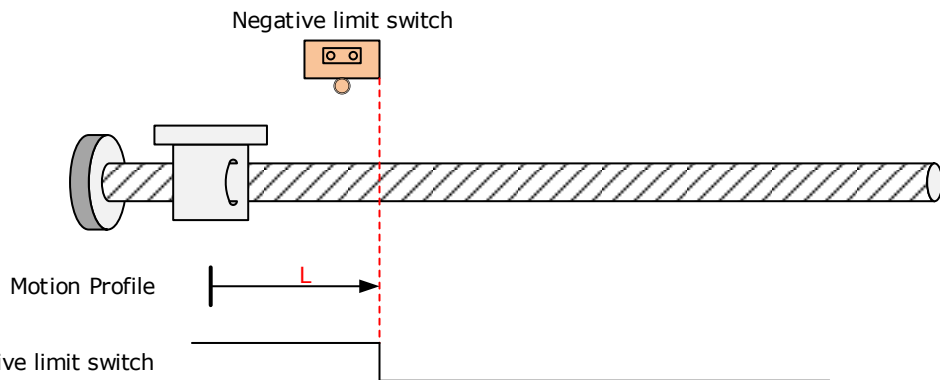 Negative limit switch
L
Motion Profile
ive limit switch